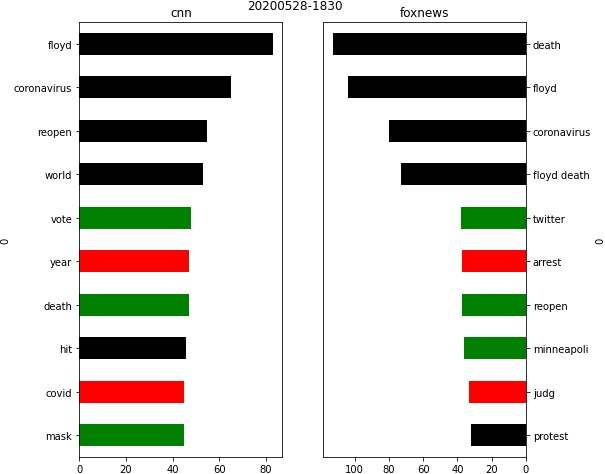 20200528-1830
cnn
foxnews
floyd
coronavirus
reopen
world
vote
year
death
hit
covid
mask
0
0 20 40 60 80
death
floyd
coronavirus
floyd death
twitter
arrest
reopen
minneapoli
judg
protest
0
100 80 60 40 20 0